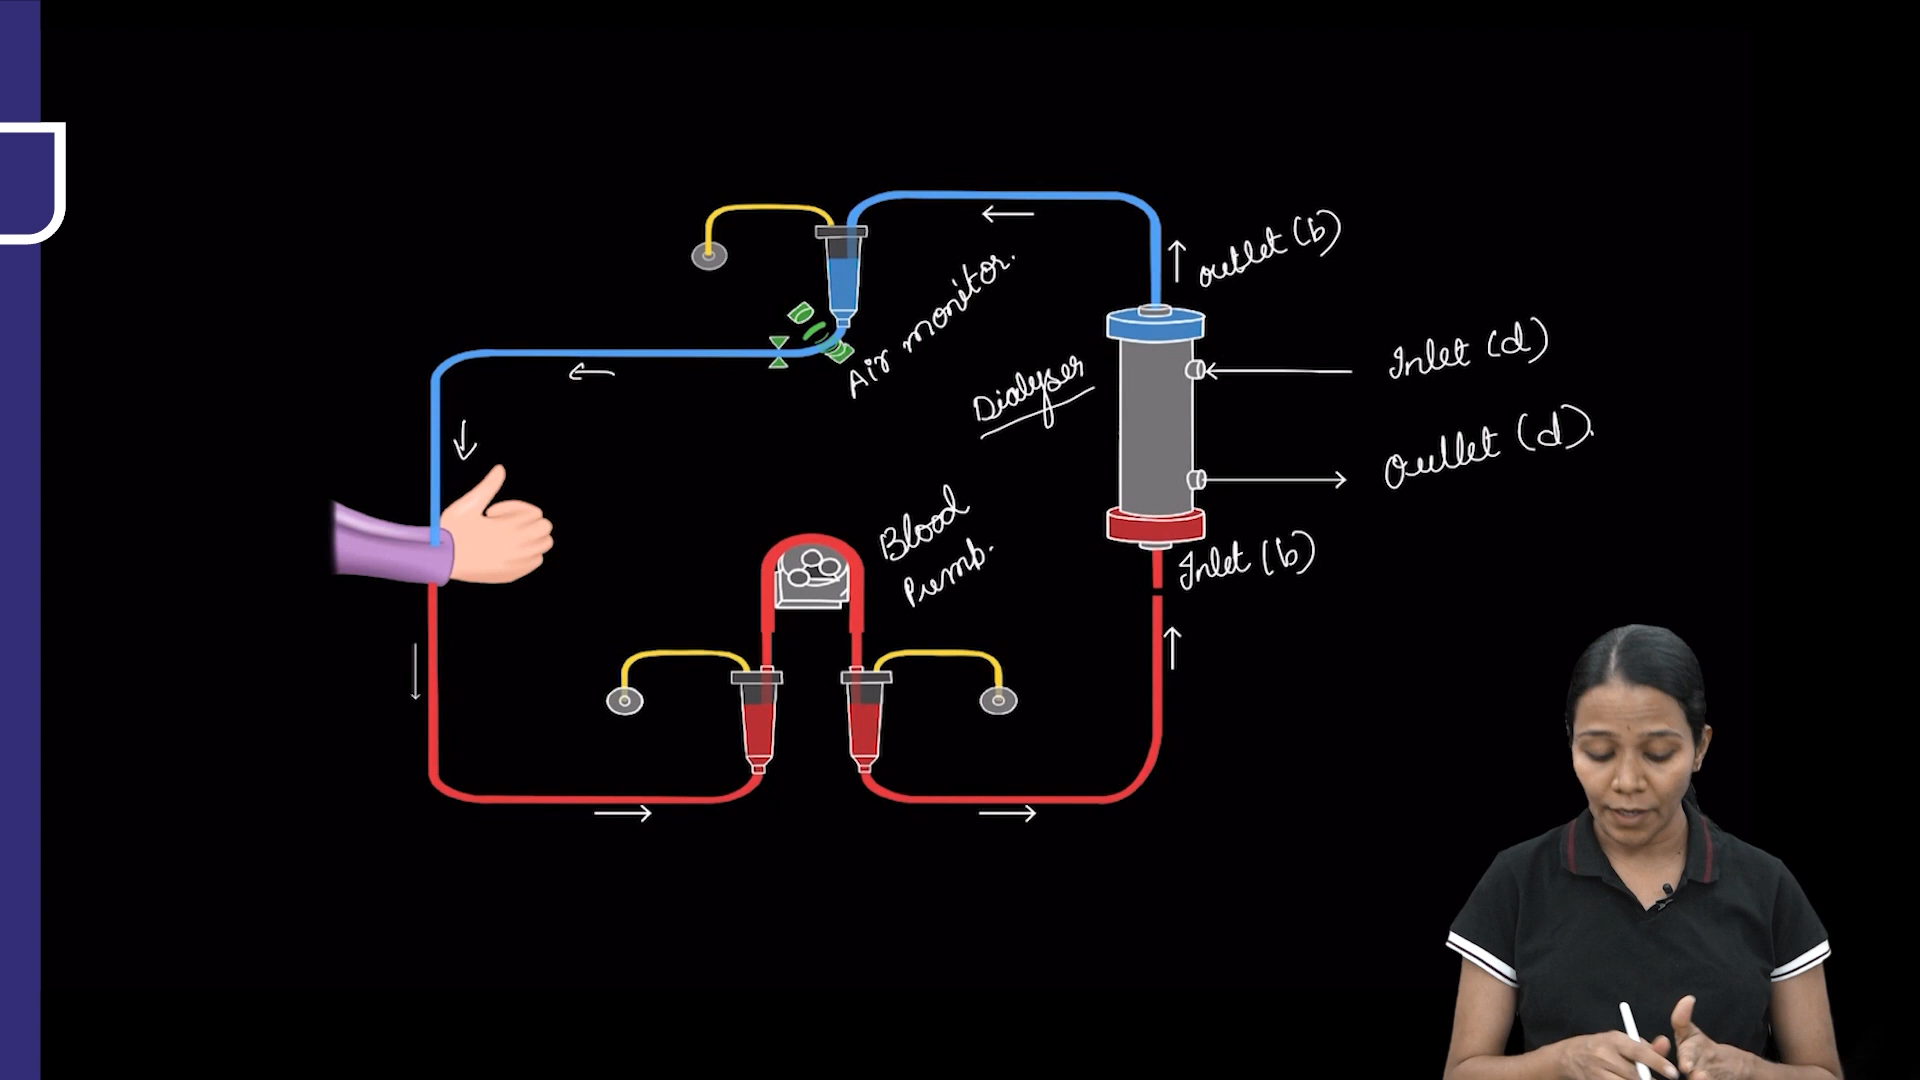 outlet (b)
Air monitor.
Inlet (d)
Dialyser
Outlet (d).
Blood
Pump.
Inlet (b)